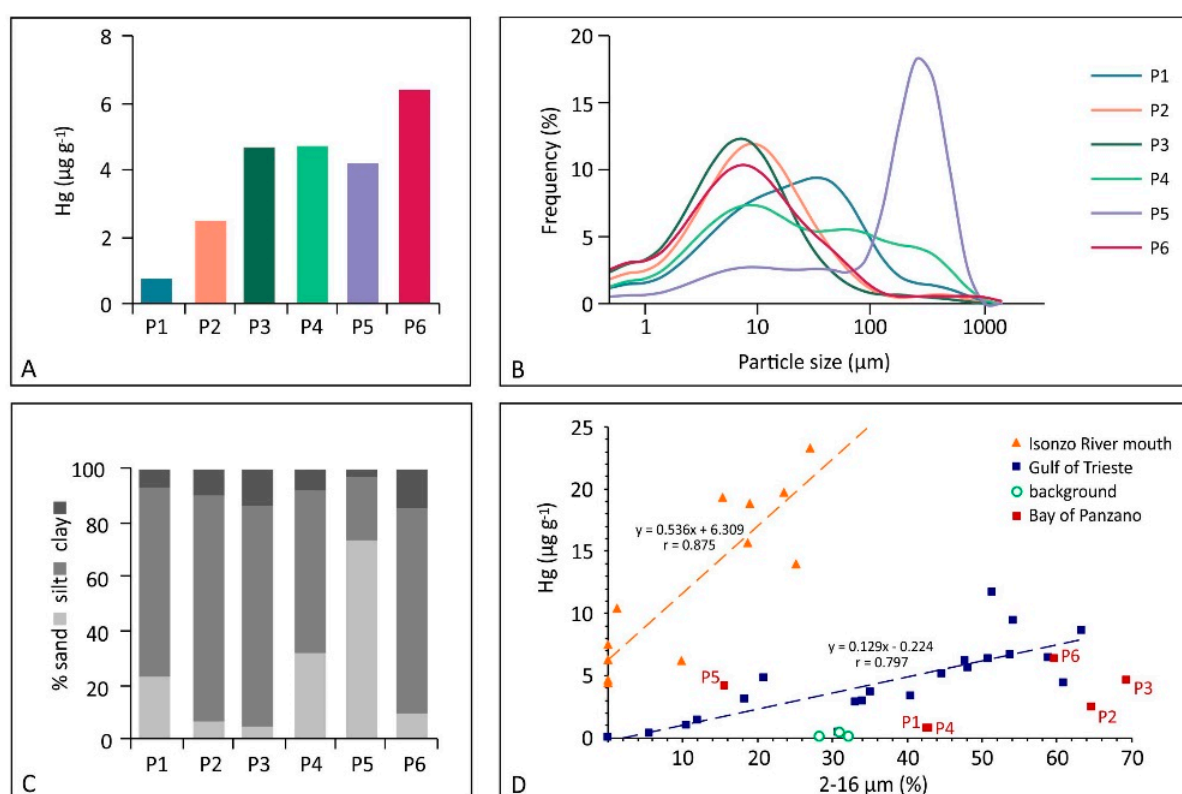 8
6
4
2
0
Hg (µg g⁻¹)
P1 P2 P3 P4 P5 P6
A
20
15
10
5
0
Frequency (%)
1 10 100 1000
Particle size (µm)
P1
P2
P3
P4
P5
P6
B
100
80
60
40
20
0
% sand silt clay
P1 P2 P3 P4 P5 P6
C
25
20
15
10
5
0
Hg (µg g⁻¹)
Isonzo River mouth
Gulf of Trieste
background
Bay of Panzano
y = 0.536x + 6.309
r = 0.875
y = 0.129x - 0.224
r = 0.797
P5
P6
P3
P2
P1 P4
10 20 30 40 50 60 70
2-16 µm (%)
D